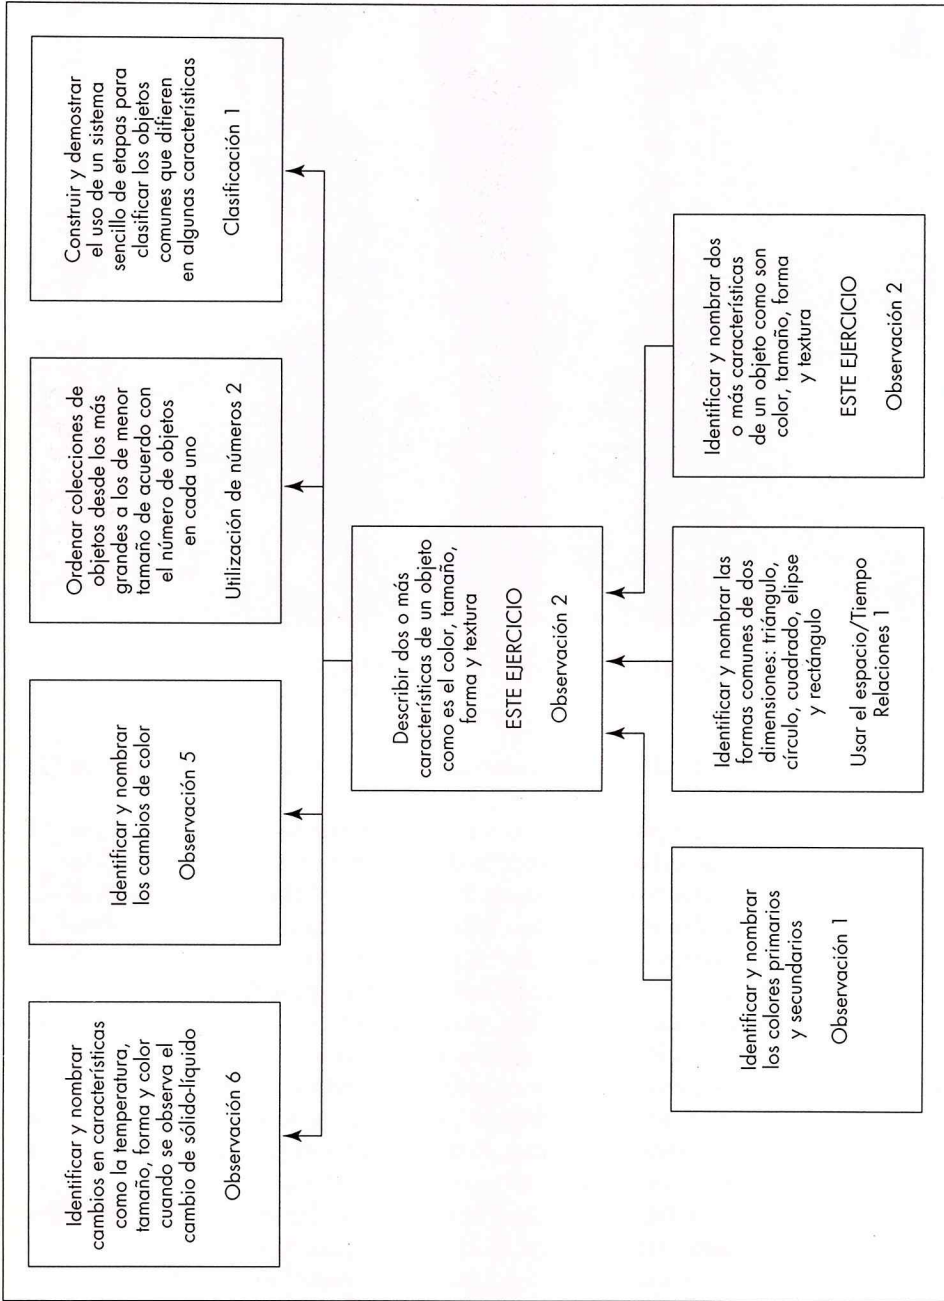 Identificar y nombrar
cambios en características
como la temperatura,
tamaño, forma y color
cuando se observa el
cambio de sólido-líquido
Observación 6
Identificar y nombrar
los cambios de color
Observación 5
Ordenar colecciones de
objetos desde los más
grandes a los de menor
tamaño de acuerdo con
el número de objetos
en cada uno
Utilización de números 2
Construir y demostrar
el uso de un sistema
sencillo de etapas para
clasificar los objetos
comunes que difieren
en algunas características
Clasificación 1
Describir dos o más
características de un objeto
como es el color, tamaño,
forma y textura
ESTE EJERCICIO
Observación 2
Identificar y nombrar
los colores primarios
y secundarios
Observación 1
Identificar y nombrar las
formas comunes de dos
dimensiones: triángulo,
círculo, cuadrado, elipse
y rectángulo
Usar el espacio/Tiempo
Relaciones 1
Identificar y nombrar dos
o más características
de un objeto como son
color, tamaño, forma
y textura
ESTE EJERCICIO
Observación 2